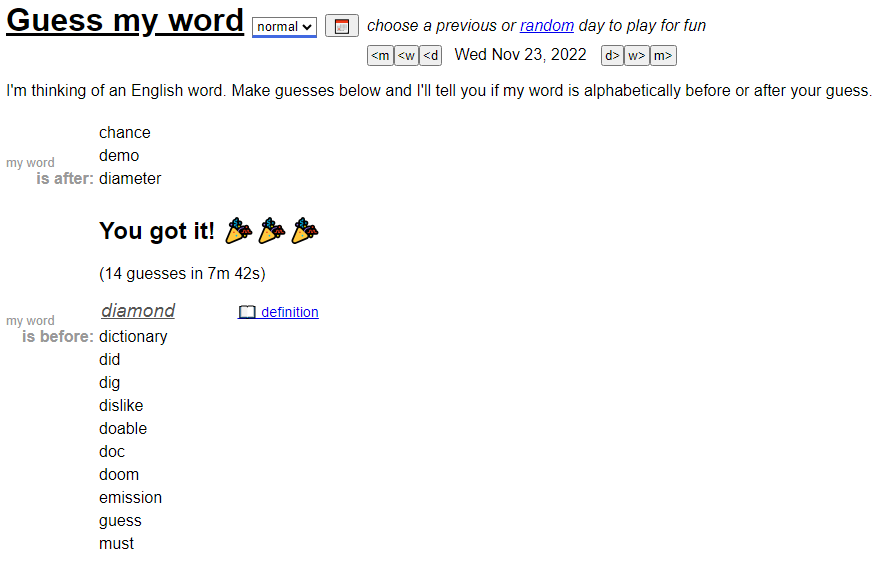 Guess my word normal choose a previous or random day to play for fun
<m <w <d Wed Nov 23, 2022 d> w> m>
I'm thinking of an English word. Make guesses below and I'll tell you if my word is alphabetically before or after your guess.
chance
demo
my word
is after: diameter
You got it!
(14 guesses in 7m 42s)
diamond definition
my word
is before: dictionary
did
dig
dislike
doable
doc
doom
emission
guess
must